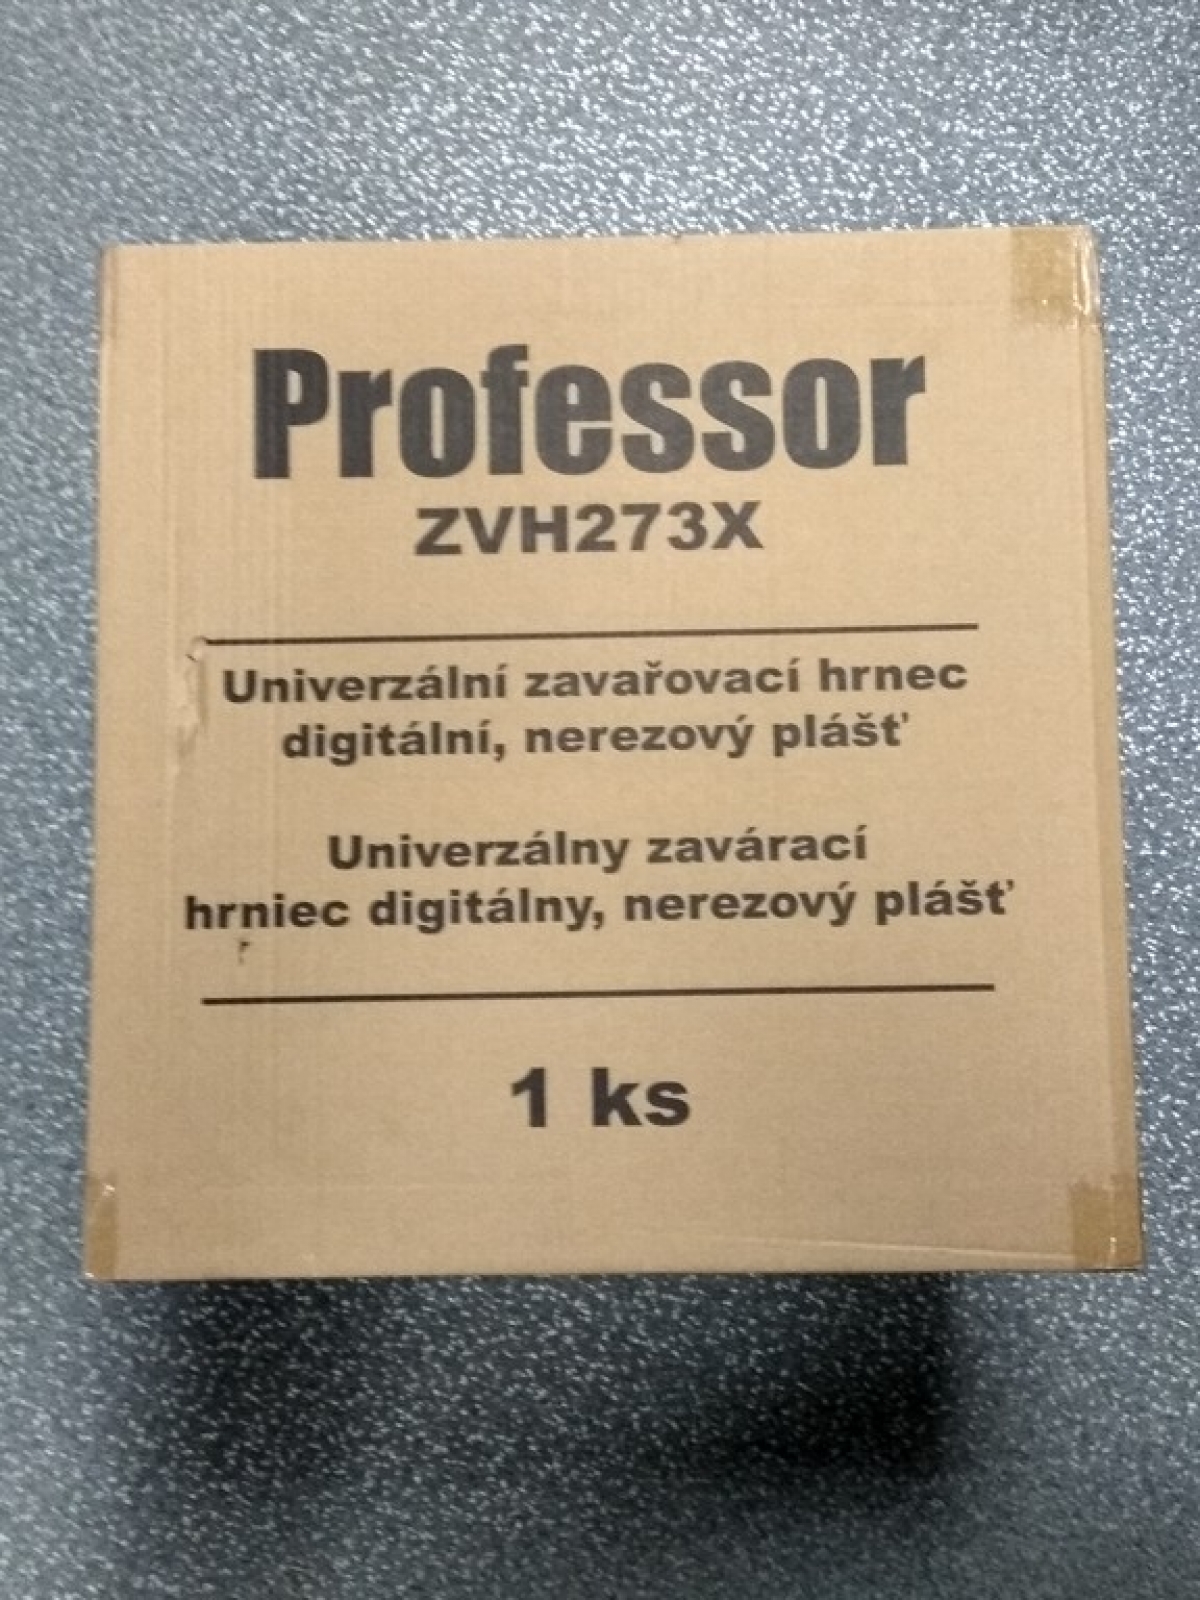 Professor
ZVH273X
Univerzální zavařovací hrnec
digitální, nerezový plášť
Univerzálny zavárací
hrniec digitálny, nerezový plášť
1 ks